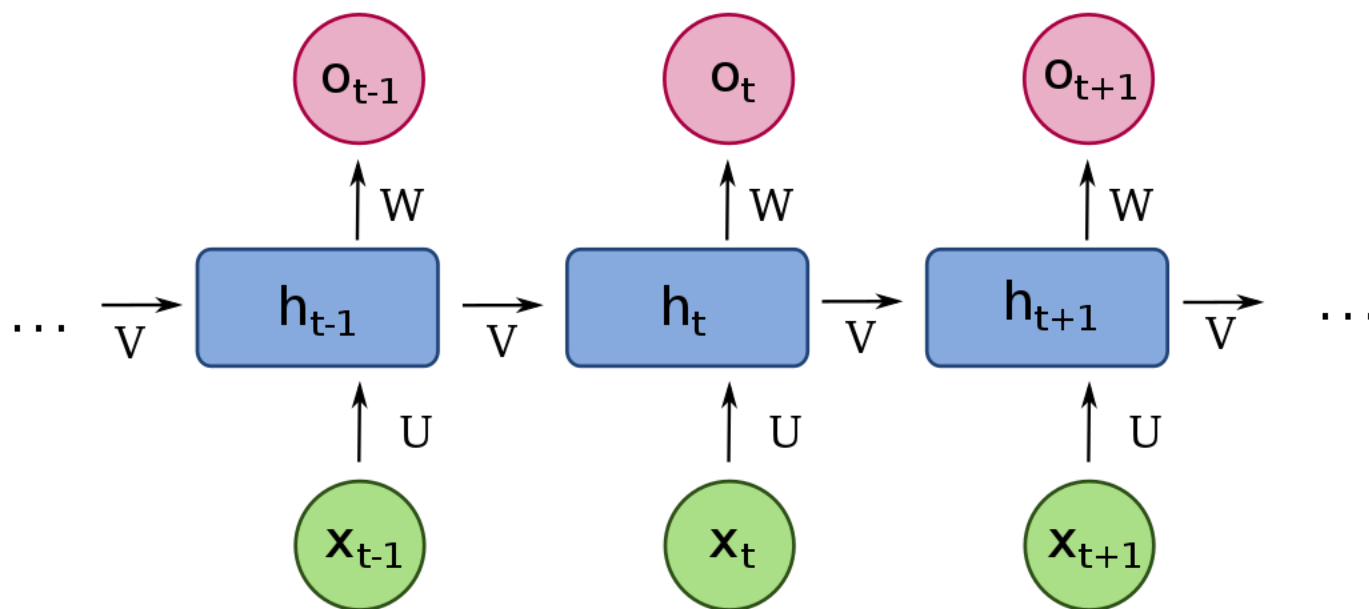 o_{t-1} o_t o_{t+1}
W W W
... V h_{t-1} V h_t V h_{t+1} V ...
U U U
x_{t-1} x_t x_{t+1}